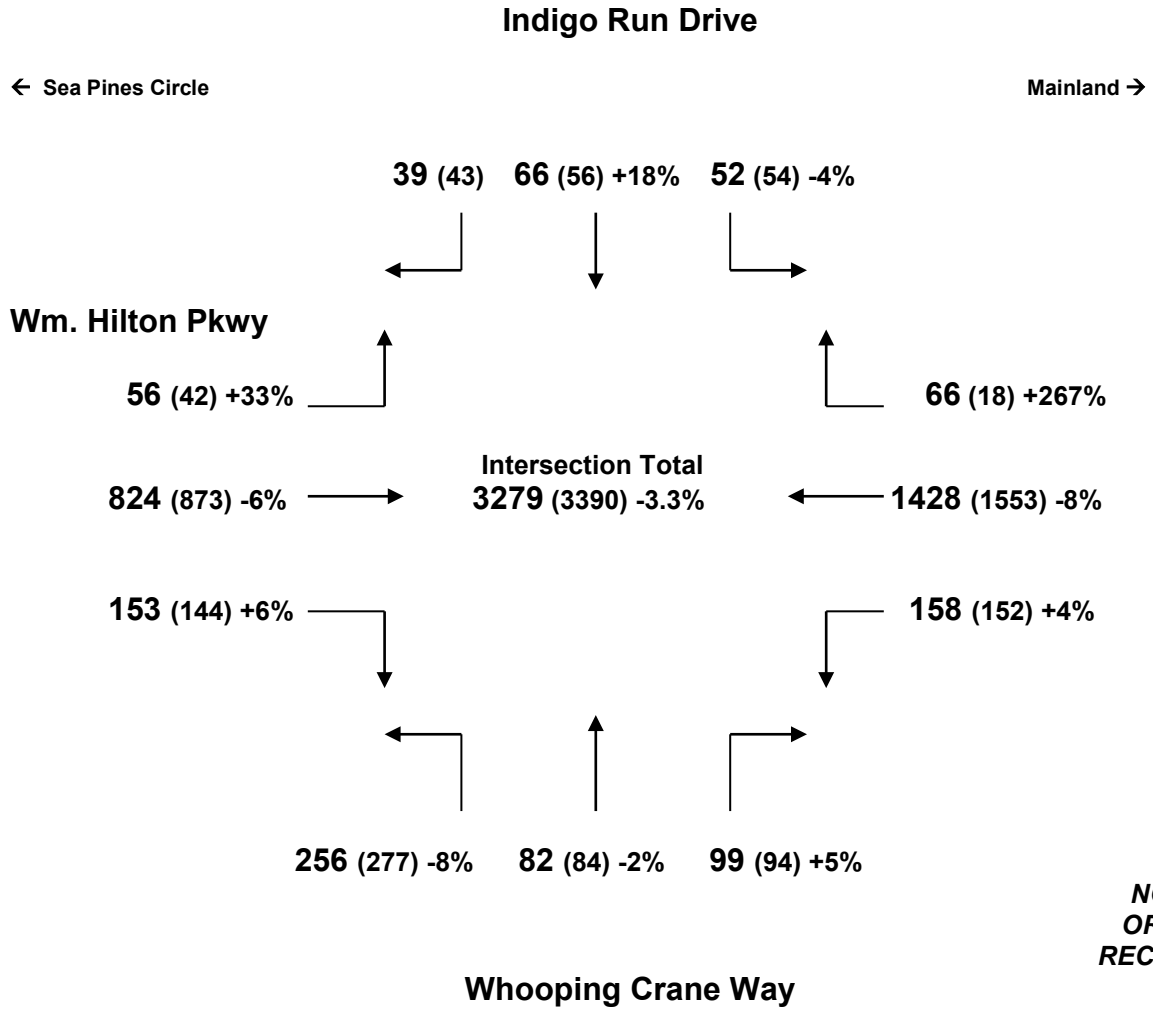 Indigo Run Drive
← Sea Pines Circle
Mainland →
39 (43) 66 (56) +18% 52 (54) -4%
Wm. Hilton Pkwy
56 (42) +33%
66 (18) +267%
Intersection Total
824 (873) -6%
3279 (3390) -3.3%
1428 (1553) -8%
153 (144) +6%
158 (152) +4%
256 (277) -8% 82 (84) -2% 99 (94) +5%
Whooping Crane Way